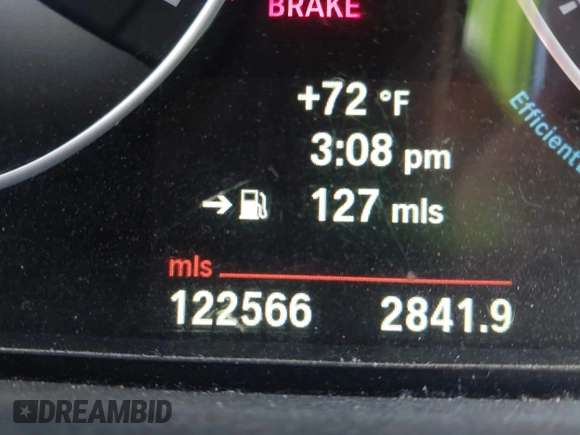 BRAKE
+72 °F
3:08 pm
127 mls
mls
122566 2841.9
DREAMBID